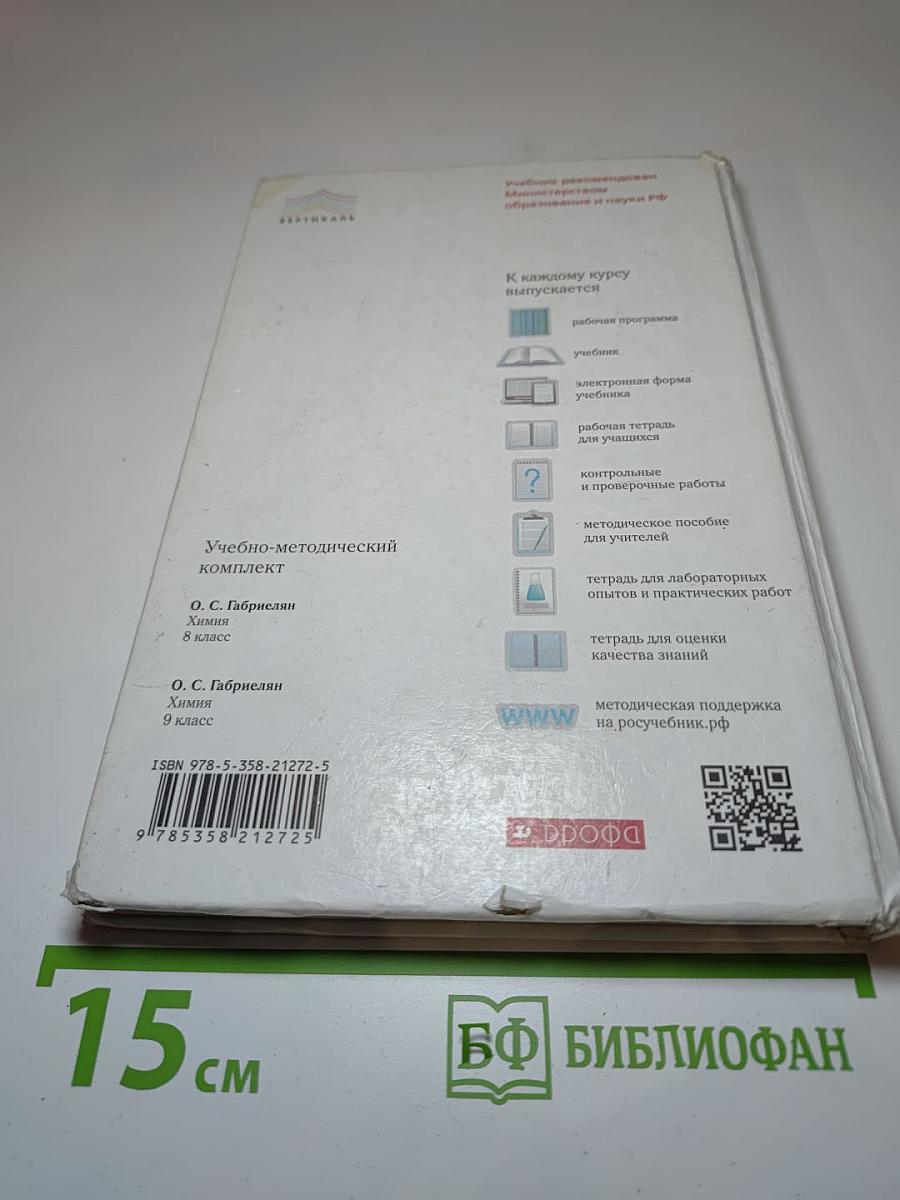 ВЕРТИКАЛЬ
Учебник рекомендован
Министерством
образования и науки РФ
К каждому курсу
выпускается
рабочая программа
учебник
электронная форма
учебника
рабочая тетрадь
для учащихся
?
контрольные
и проверочные работы
методическое пособие
для учителей
тетрадь для лабораторных
опытов и практических работ
тетрадь для оценки
качества знаний
www
методическая поддержка
на росучебник.рф
Учебно-методический
комплект
О. С. Габриелян
Химия
8 класс
О. С. Габриелян
Химия
9 класс
ISBN 978-5-358-21272-5
9 785358 212725
ДРОФА
15 см
БФ БИБЛИОФАН